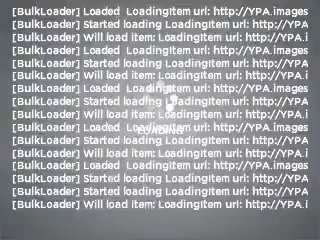 [BulkLoader] Loaded  LoadingItem url: http://YPA.images
[BulkLoader] Started loading LoadingItem url: http://YPA
[BulkLoader] Will load item: LoadingItem url: http://YPA.i
[BulkLoader] Loaded  LoadingItem url: http://YPA.images
[BulkLoader] Started loading LoadingItem url: http://YPA
[BulkLoader] Will load item: LoadingItem url: http://YPA.i
[BulkLoader] Loaded  LoadingItem url: http://YPA.images
[BulkLoader] Started loading LoadingItem url: http://YPA
[BulkLoader] Will load item: LoadingItem url: http://YPA.i
[BulkLoader] Loaded  LoadingItem url: http://YPA.images
LOADING
[BulkLoader] Started loading LoadingItem url: http://YPA
[BulkLoader] Will load item: LoadingItem url: http://YPA.i
[BulkLoader] Loaded  LoadingItem url: http://YPA.images
[BulkLoader] Started loading LoadingItem url: http://YPA
[BulkLoader] Started loading LoadingItem url: http://YPA
[BulkLoader] Will load item: LoadingItem url: http://YPA.i